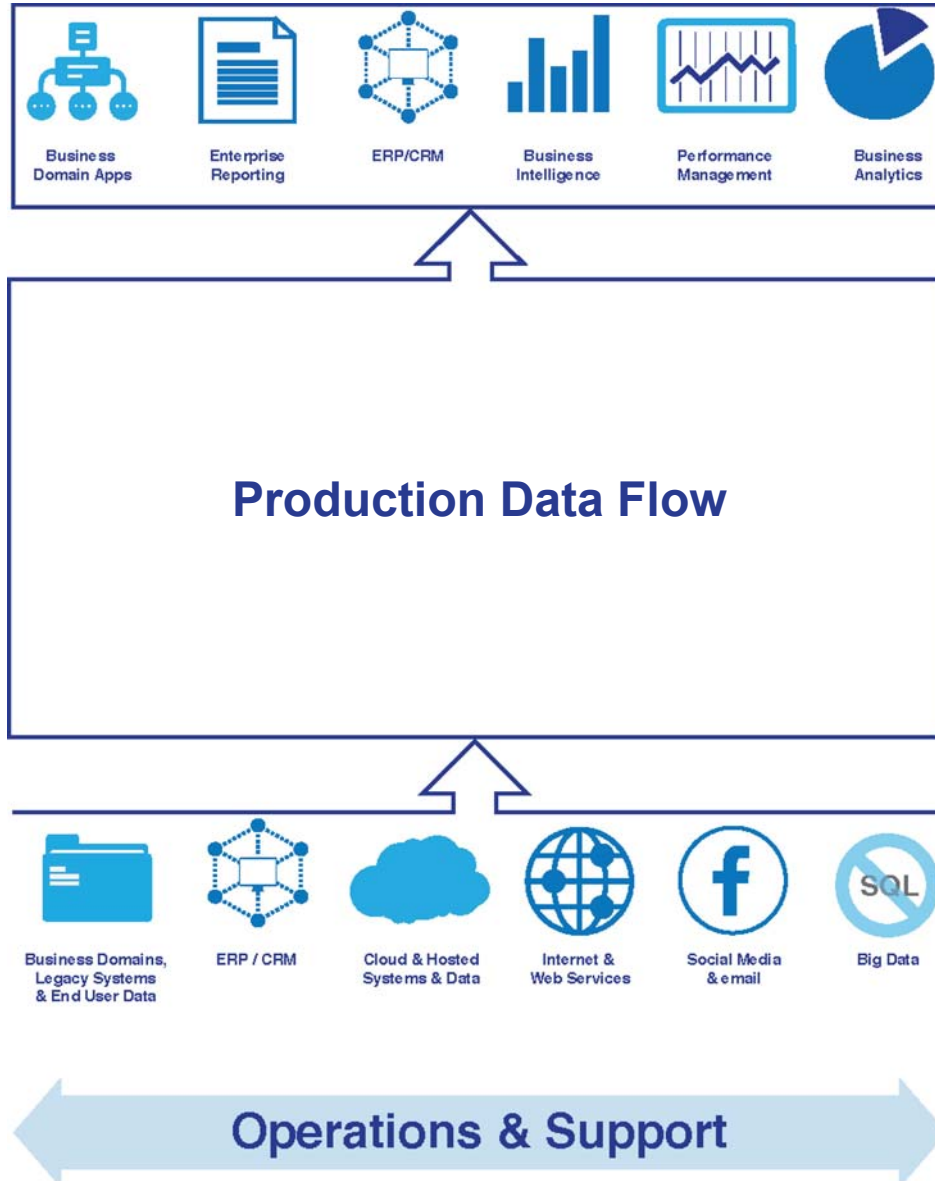 Business
Domain Apps
Enterprise
Reporting
ERP/CRM
Business
Intelligence
Performance
Management
Business
Analytics
Production Data Flow
Business Domains,
Legacy Systems
& End User Data
ERP / CRM
Cloud & Hosted
Systems & Data
Internet &
Web Services
f
Social Media
& email
SQL
Big Data
Operations & Support